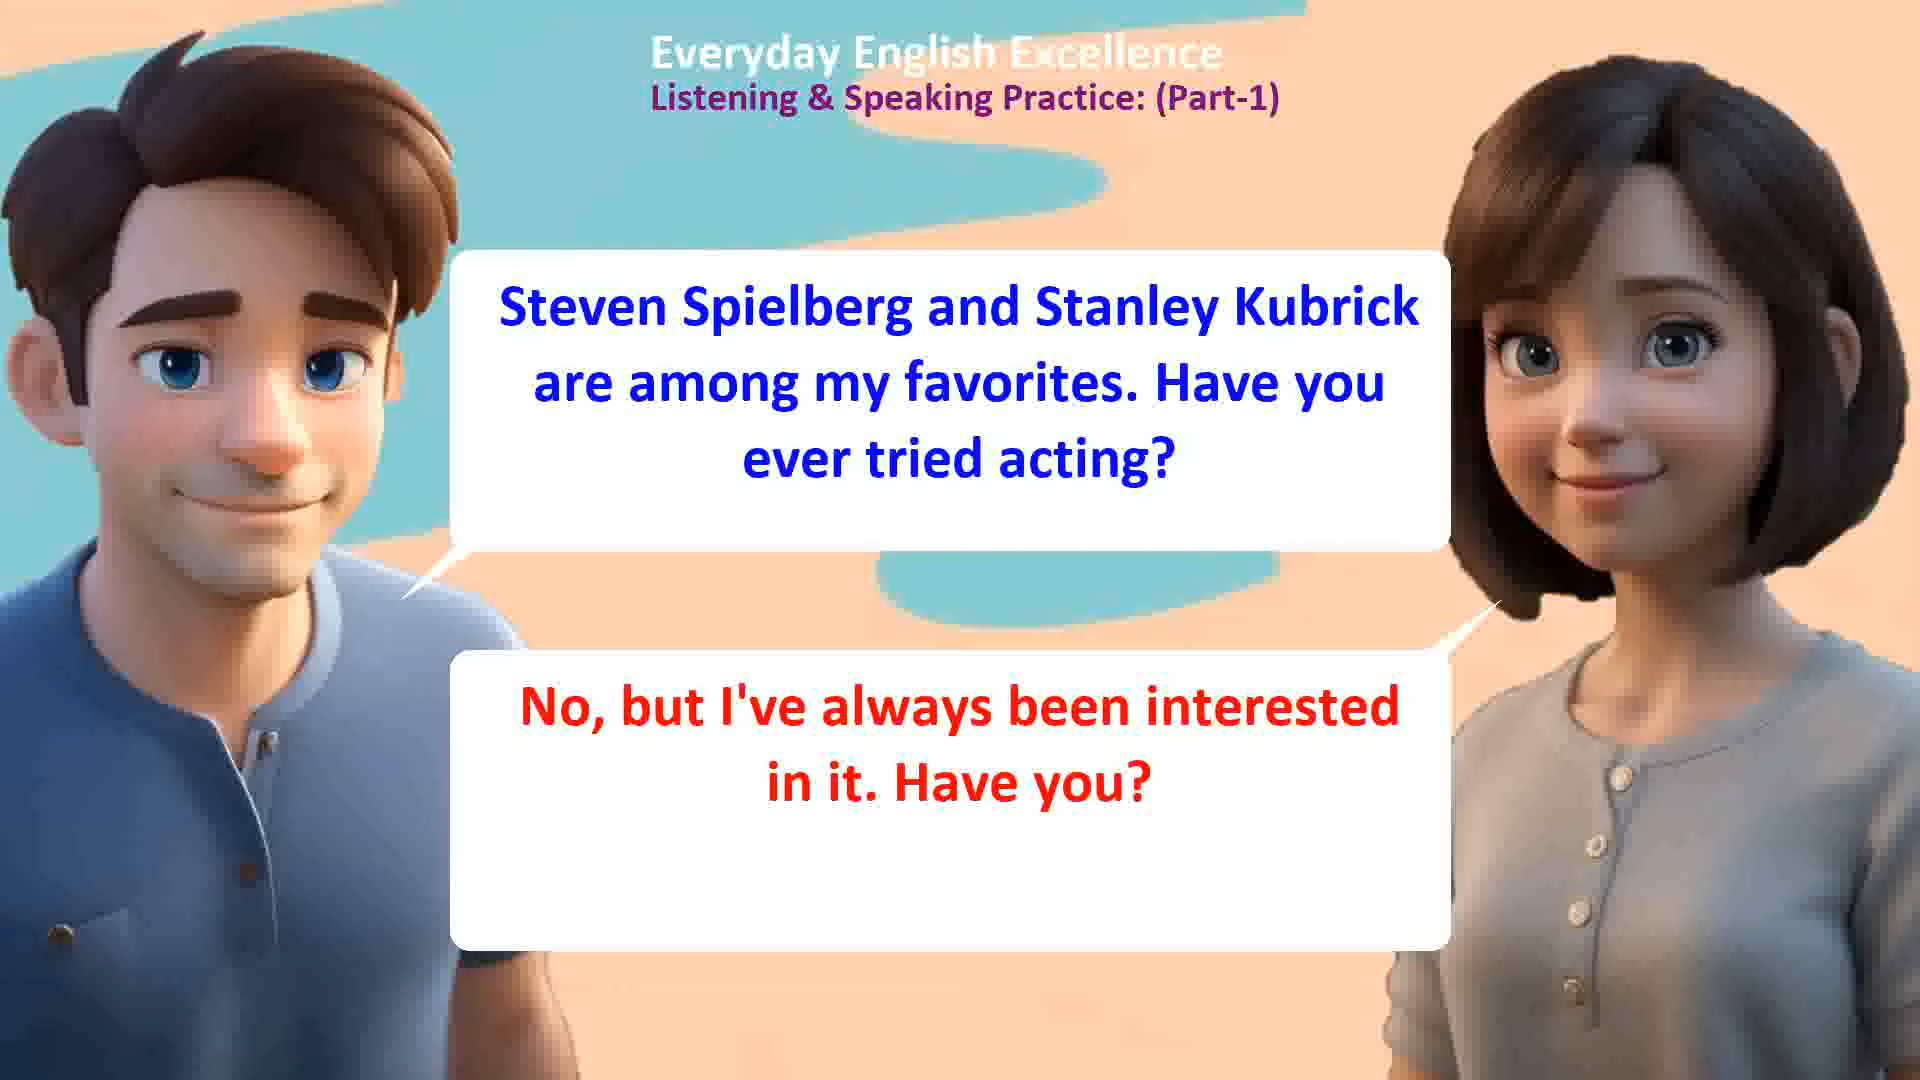 Everyday English Excellence
Listening & Speaking Practice: (Part-1)
Steven Spielberg and Stanley Kubrick
are among my favorites. Have you
ever tried acting?
No, but I've always been interested
in it. Have you?